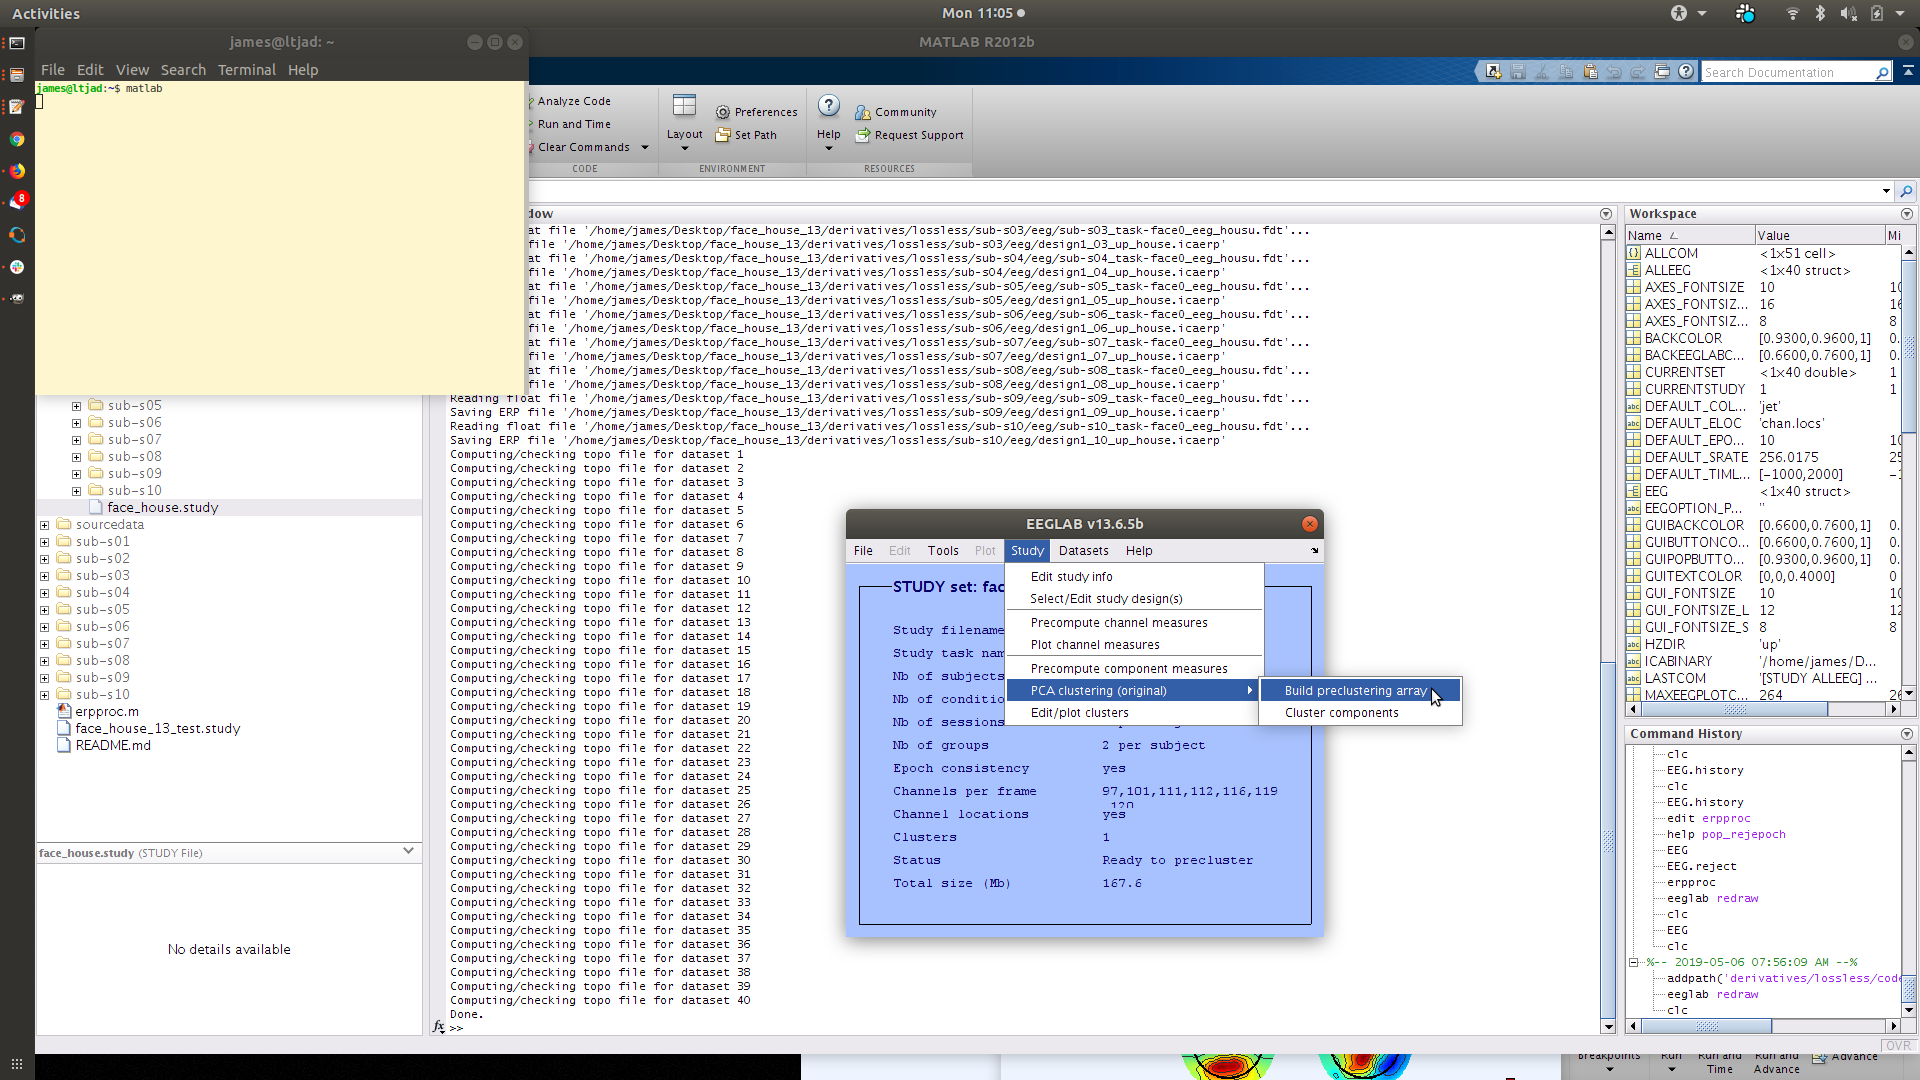 Activities
Mon 11:05
james@ltjad: ~
MATLAB R2012b
File Edit View Search Terminal Help
james@ltjad:~$ matlab
Search Documentation
Analyze Code
Run and Time
Clear Commands
CODE
Layout
Preferences
Set Path
ENVIRONMENT
Help
Community
Request Support
RESOURCES
8
sub-s05
sub-s06
sub-s07
sub-s08
sub-s09
sub-s10
face_house.study
sourcedata
sub-s01
sub-s02
sub-s03
sub-s04
sub-s05
sub-s06
sub-s07
sub-s08
sub-s09
sub-s10
erpproc.m
face_house_13_test.study
README.md
face_house.study (STUDY File)
No details available
dow
at file '/home/james/Desktop/face_house_13/derivatives/lossless/sub-s03/eeg/sub-s03_task-face0_eeg_housu.fdt'...
file '/home/james/Desktop/face_house_13/derivatives/lossless/sub-s03/eeg/design1_03_up_house.icaerp'
at file '/home/james/Desktop/face_house_13/derivatives/lossless/sub-s04/eeg/sub-s04_task-face0_eeg_housu.fdt'...
file '/home/james/Desktop/face_house_13/derivatives/lossless/sub-s04/eeg/design1_04_up_house.icaerp'
at file '/home/james/Desktop/face_house_13/derivatives/lossless/sub-s05/eeg/sub-s05_task-face0_eeg_housu.fdt'...
file '/home/james/Desktop/face_house_13/derivatives/lossless/sub-s05/eeg/design1_05_up_house.icaerp'
at file '/home/james/Desktop/face_house_13/derivatives/lossless/sub-s06/eeg/sub-s06_task-face0_eeg_housu.fdt'...
file '/home/james/Desktop/face_house_13/derivatives/lossless/sub-s06/eeg/design1_06_up_house.icaerp'
at file '/home/james/Desktop/face_house_13/derivatives/lossless/sub-s07/eeg/sub-s07_task-face0_eeg_housu.fdt'...
file '/home/james/Desktop/face_house_13/derivatives/lossless/sub-s07/eeg/design1_07_up_house.icaerp'
at file '/home/james/Desktop/face_house_13/derivatives/lossless/sub-s08/eeg/sub-s08_task-face0_eeg_housu.fdt'...
file '/home/james/Desktop/face_house_13/derivatives/lossless/sub-s08/eeg/design1_08_up_house.icaerp'
Reading float file '/home/james/Desktop/face_house_13/derivatives/lossless/sub-s09/eeg/sub-s09_task-face0_eeg_housu.fdt'...
Saving ERP file '/home/james/Desktop/face_house_13/derivatives/lossless/sub-s09/eeg/design1_09_up_house.icaerp'
Reading float file '/home/james/Desktop/face_house_13/derivatives/lossless/sub-s10/eeg/sub-s10_task-face0_eeg_housu.fdt'...
Saving ERP file '/home/james/Desktop/face_house_13/derivatives/lossless/sub-s10/eeg/design1_10_up_house.icaerp'
Computing/checking topo file for dataset 1
Computing/checking topo file for dataset 2
Computing/checking topo file for dataset 3
Computing/checking topo file for dataset 4
Computing/checking topo file for dataset 5
Computing/checking topo file for dataset 6
Computing/checking topo file for dataset 7
Computing/checking topo file for dataset 8
Computing/checking topo file for dataset 9
Computing/checking topo file for dataset 10
Computing/checking topo file for dataset 11
Computing/checking topo file for dataset 12
Computing/checking topo file for dataset 13
Computing/checking topo file for dataset 14
Computing/checking topo file for dataset 15
Computing/checking topo file for dataset 16
Computing/checking topo file for dataset 17
Computing/checking topo file for dataset 18
Computing/checking topo file for dataset 19
Computing/checking topo file for dataset 20
Computing/checking topo file for dataset 21
Computing/checking topo file for dataset 22
Computing/checking topo file for dataset 23
Computing/checking topo file for dataset 24
Computing/checking topo file for dataset 25
Computing/checking topo file for dataset 26
Computing/checking topo file for dataset 27
Computing/checking topo file for dataset 28
Computing/checking topo file for dataset 29
Computing/checking topo file for dataset 30
Computing/checking topo file for dataset 31
Computing/checking topo file for dataset 32
Computing/checking topo file for dataset 33
Computing/checking topo file for dataset 34
Computing/checking topo file for dataset 35
Computing/checking topo file for dataset 36
Computing/checking topo file for dataset 37
Computing/checking topo file for dataset 38
Computing/checking topo file for dataset 39
Computing/checking topo file for dataset 40
Done.
fx >>
EEGLAB v13.6.5b
File Edit Tools Plot Study Datasets Help
STUDY set: fac
Study filename
Study task nam
Nb of subjects
Nb of conditio
Nb of sessions
Nb of groups 2 per subject
Epoch consistency yes
Channels per frame 97,101,111,112,116,119
,120
Channel locations yes
Clusters 1
Status Ready to precluster
Total size (Mb) 167.6
Edit study info
Select/Edit study design(s)
Precompute channel measures
Plot channel measures
Precompute component measures
PCA clustering (original)
Edit/plot clusters
Build preclustering array
Cluster components
Workspace
Name Value Mi
ALLCOM <1x51 cell>
ALLEEG <1x40 struct>
AXES_FONTSIZE 10 10
AXES_FONTSIZ... 16 16
AXES_FONTSIZ... 8 8
BACKCOLOR [0.9300,0.9600,1] 0.
BACKEEGLABC... [0.6600,0.7600,1] 0.
CURRENTSET <1x40 double> 1
CURRENTSTUDY 1 1
DEFAULT_COL... 'jet'
DEFAULT_ELOC 'chan.locs'
DEFAULT_EPO... 10 10
DEFAULT_SRATE 256.0175 25
DEFAULT_TIML... [-1000,2000] -1
EEG <1x40 struct>
EEGOPTION_P... ''
GUIBACKCOLOR [0.6600,0.7600,1] 0.
GUIBUTTONCO... [0.6600,0.7600,1] 0.
GUIPOPBUTTO... [0.9300,0.9600,1] 0.
GUITEXTCOLOR [0,0,0.4000] 0
GUI_FONTSIZE 10 10
GUI_FONTSIZE_L 12 12
GUI_FONTSIZE_S 8 8
HZDIR 'up'
ICABINARY '/home/james/D...
LASTCOM '[STUDY ALLEEG] ...
MAXEEGPLOTC... 264 26
Command History
clc
EEG.history
clc
EEG.history
edit erpproc
help pop_rejepoch
EEG
EEG.reject
erpproc
eeglab redraw
clc
EEG
clc
%-- 2019-05-06 07:56:09 AM --%
addpath('derivatives/lossless/code
eeglab redraw
clc
OVR
Breakpoints Run Run and Run and Advance
Time Advance